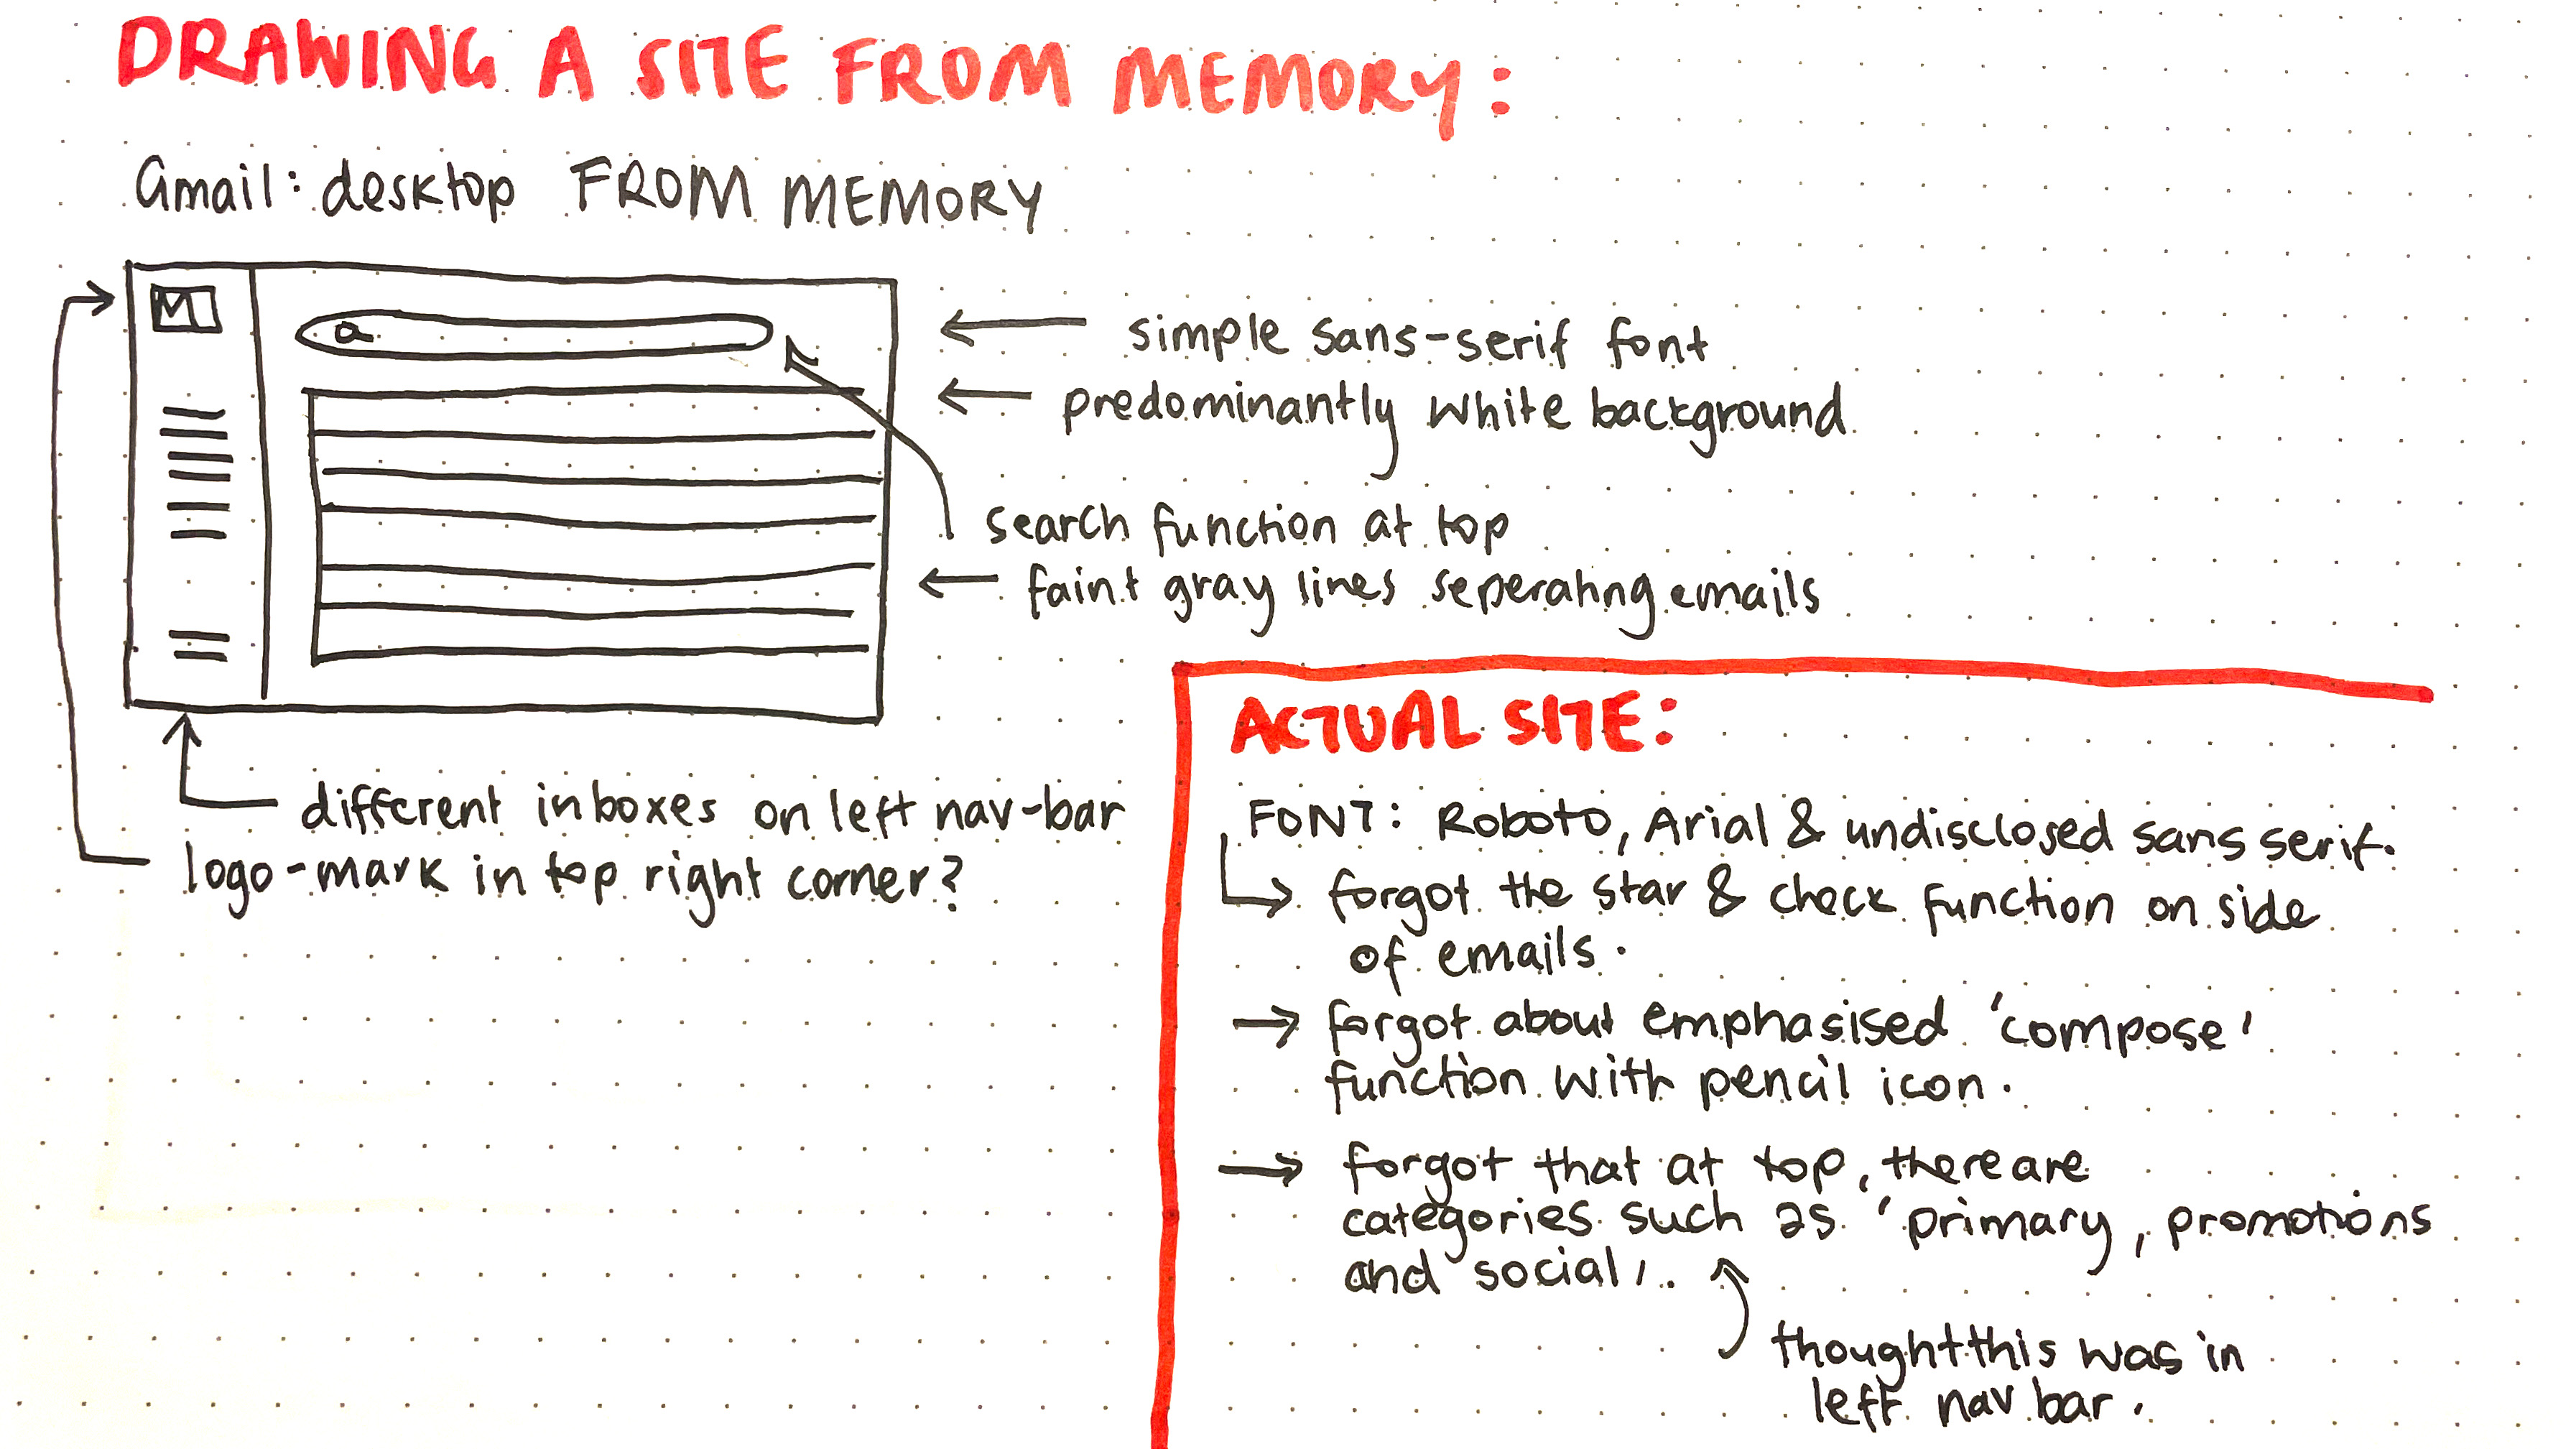 DRAWING A SITE FROM MEMORY:
Gmail: desktop FROM MEMORY
M
simple sans-serif font
predominantly white background
search function at top
faint gray lines seperating emails
different inboxes on left nav-bar
logo-mark in top right corner?
ACTUAL SITE:
FONT: Roboto, Arial & undisclosed sans serif.
forgot the star & check function on side
of emails.
forgot about emphasised 'compose'
function with pencil icon.
forgot that at top, there are
categories such as 'primary, promotions
and social,.
thought this was in
left nav bar.